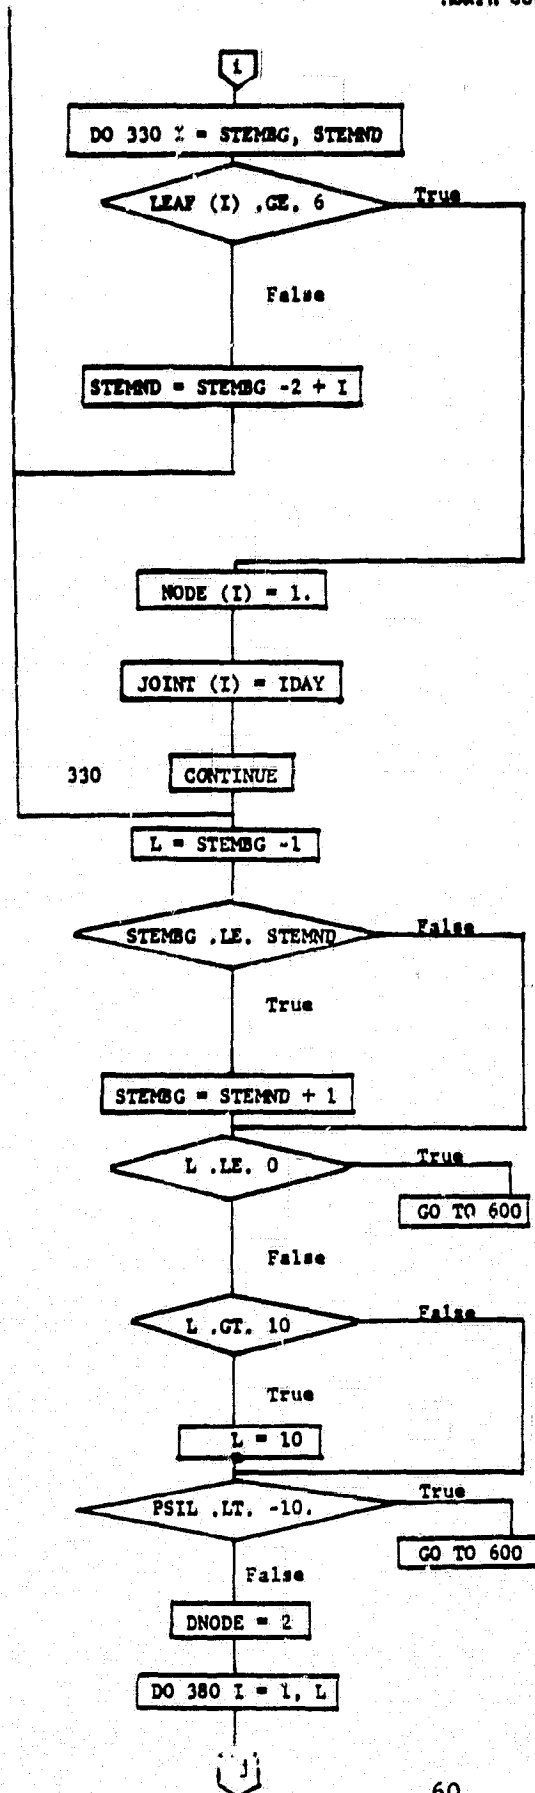 i
DO 330 I = STEMBG, STEMND
LEAF (I) .GE. 6
True
False
STEMND = STEMBG -2 + I
NODE (I) = 1.
JOINT (I) = IDAY
330
CONTINUE
L = STEMBG -1
STEMBG .LE. STEMND
False
True
STEMBG = STEMND + 1
L .LE. 0
True
GO TO 600
False
L .GT. 10
False
True
L = 10
PSIL .LT. -10.
True
GO TO 600
False
DNODE = 2
DO 380 I = 1, L
j
60